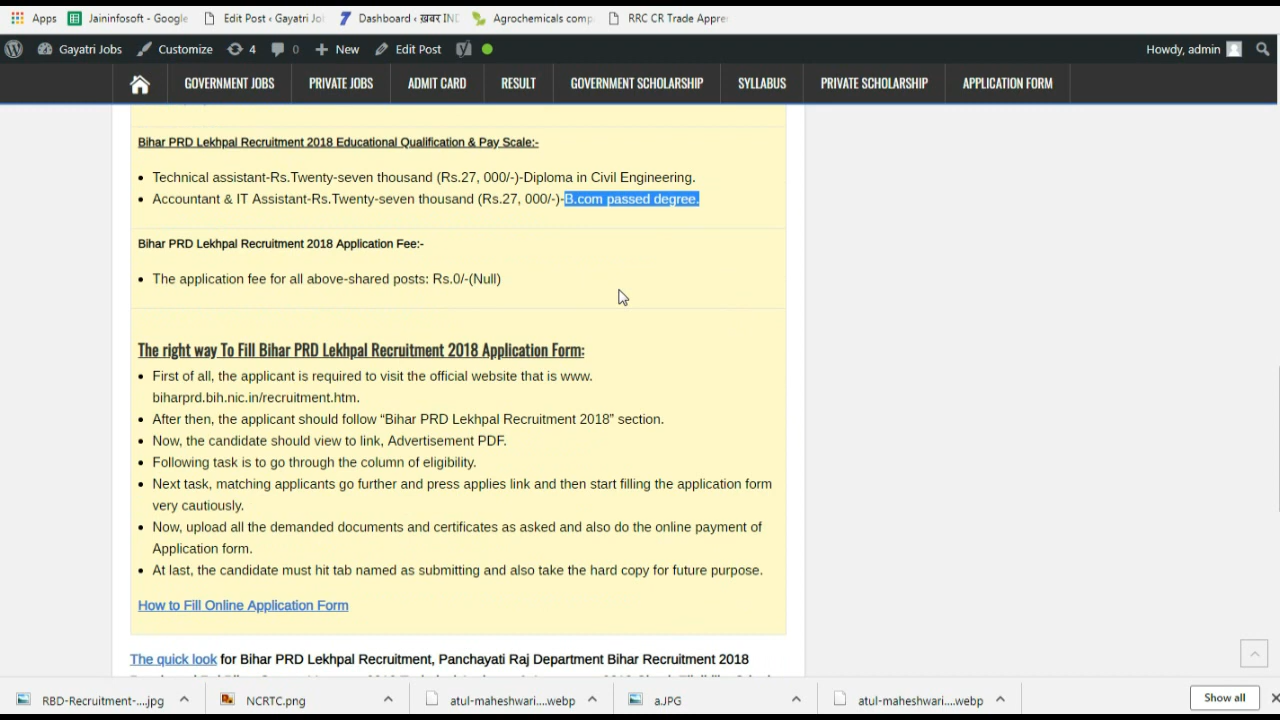 Apps Jaininfosoft - Google Edit Post ‹ Gayatri Jo Dashboard ‹ ख़बर IND Agrochemicals comp RRC CR Trade Appre
Gayatri Jobs Customize 4 0 New Edit Post Howdy, admin
GOVERNMENT JOBS PRIVATE JOBS ADMIT CARD RESULT GOVERNMENT SCHOLARSHIP SYLLABUS PRIVATE SCHOLARSHIP APPLICATION FORM
Bihar PRD Lekhpal Recruitment 2018 Educational Qualification & Pay Scale:-
• Technical assistant-Rs.Twenty-seven thousand (Rs.27, 000/-)-Diploma in Civil Engineering.
• Accountant & IT Assistant-Rs.Twenty-seven thousand (Rs.27, 000/-)-B.com passed degree.
Bihar PRD Lekhpal Recruitment 2018 Application Fee:-
• The application fee for all above-shared posts: Rs.0/-(Null)
The right way To Fill Bihar PRD Lekhpal Recruitment 2018 Application Form:
• First of all, the applicant is required to visit the official website that is www.
biharprd.bih.nic.in/recruitment.htm.
• After then, the applicant should follow “Bihar PRD Lekhpal Recruitment 2018” section.
• Now, the candidate should view to link, Advertisement PDF.
• Following task is to go through the column of eligibility.
• Next task, matching applicants go further and press applies link and then start filling the application form
very cautiously.
• Now, upload all the demanded documents and certificates as asked and also do the online payment of
Application form.
• At last, the candidate must hit tab named as submitting and also take the hard copy for future purpose.
How to Fill Online Application Form
The quick look for Bihar PRD Lekhpal Recruitment, Panchayati Raj Department Bihar Recruitment 2018
RBD-Recruitment-....jpg NCRTC.png atul-maheshwari....webp a.JPG atul-maheshwari....webp Show all